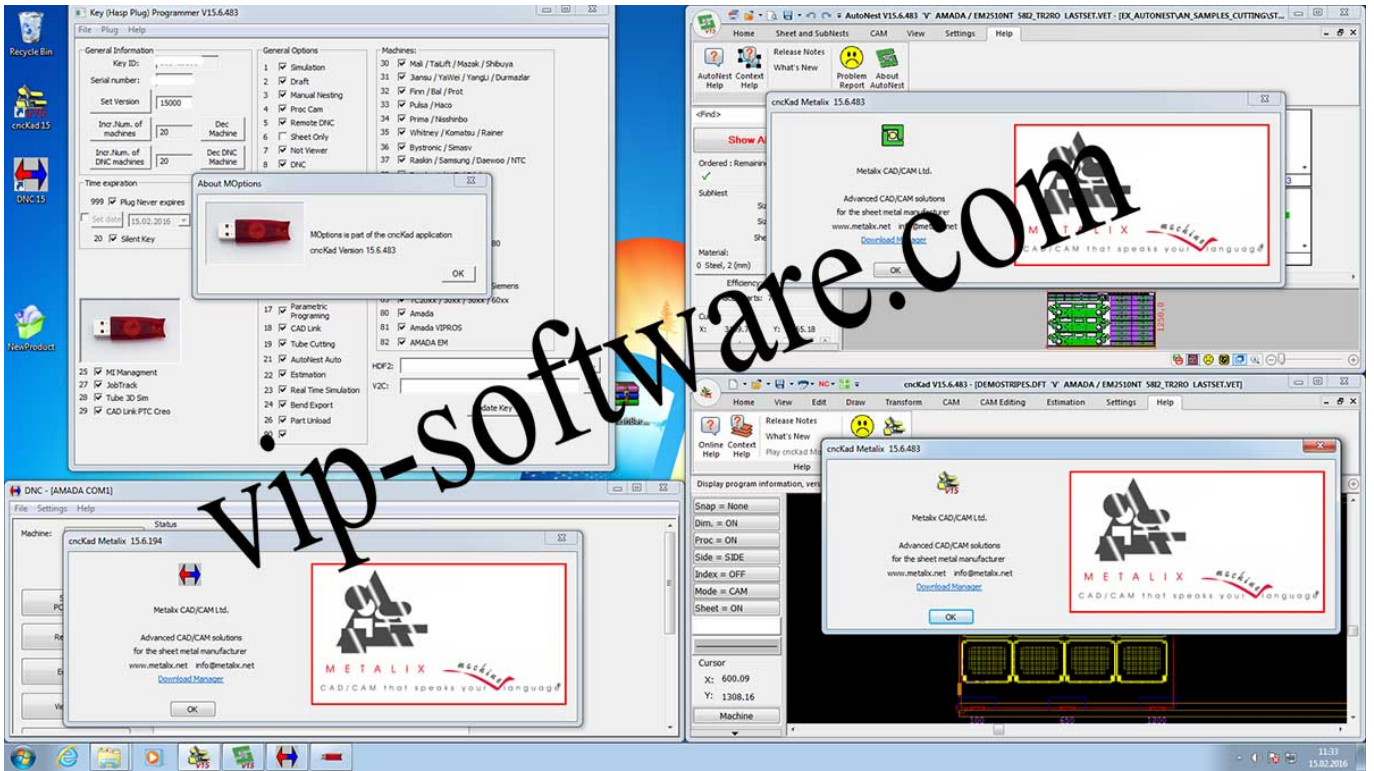 Recycle Bin
cncKad 15
DNC 15
NewProduct
Key (Hasp Plug) Programmer V15.6.483
File Plug Help
General Information
Key ID:
Serial number:
Set Version 15000
Incr.Num. of machines 20 Dec Machine
Incr.Num. of DNC machines 20 Dec DNC Machine
Time expiration
999 Plug Never expires
Set date 15.02.2016
20 Silent Key
25 MI Managment
27 JobTrack
28 Tube 3D Sim
29 CAD Link PTC Creo
General Options
1 Simulation
2 Draft
3 Manual Nesting
4 Proc Cam
5 Remote DNC
6 Sheet Only
7 Not Viewer
8 DNC
17 Parametric Programing
18 CAD Link
19 Tube Cutting
21 AutoNest Auto
22 Estimation
23 Real Time Simulation
24 Bend Export
26 Part Unload
90
Machines:
30 Mali / TaiLift / Mazak / Shibuya
31 Jiansu / YaWei / YangLi / Durmazlar
32 Finn / Bal / Prot
33 Pulsa / Haco
34 Prima / Nisshinbo
35 Whitney / Komatsu / Rainer
36 Bystronic / Simasv
37 Raskin / Samsung / Daewoo / NTC
80 Amada
81 Amada VIPROS
82 AMADA EM
HDF2:
V2C:
About MOptions
MOptions is part of the cncKad application
cncKad Version 15.6.483
OK
AutoNest V15.6.483 'V' AMADA / EM2510NT 58I2_TR2RO LASTSET.VET - [EX_AUTONEST\AN_SAMPLES_CUTTING\ST...
Home Sheet and SubNests CAM View Settings Help
AutoNest Help
Context Help
Release Notes
What's New
Problem Report
About AutoNest
<Find>
SubNest
Material:
0 Steel, 2 (mm)
1250.0
cncKad Metalix 15.6.483
Metalix CAD/CAM Ltd.
Advanced CAD/CAM solutions
for the sheet metal manufacturer
OK
vip-software.com
cncKad V15.6.483 - [DEMOSTRIPES.DFT 'V' AMADA / EM2510NT 58I2_TR2RO LASTSET.VET]
NC
Home View Edit Draw Transform CAM CAM Editing Estimation Settings Help
Online Help
Context Help
Release Notes
What's New
Help
Snap = None
Dim. = ON
Proc = ON
Side = SIDE
Index = OFF
Mode = CAM
Sheet = ON
Cursor
X: 600.09
Y: 1308.16
Machine
100 650 1200
cncKad Metalix 15.6.483
Metalix CAD/CAM Ltd.
Advanced CAD/CAM solutions
for the sheet metal manufacturer
www.metalix.net info@metalix.net
Download Manager
OK
METALIX machine
CAD/CAM that speaks your language
DNC - [AMADA COM1]
File Settings Help
Machine:
Status
cncKad Metalix 15.6.194
Metalix CAD/CAM Ltd.
Advanced CAD/CAM solutions
for the sheet metal manufacturer
www.metalix.net info@metalix.net
Download Manager
OK
METALIX machine
CAD/CAM that speaks your language
11:33
15.02.2016